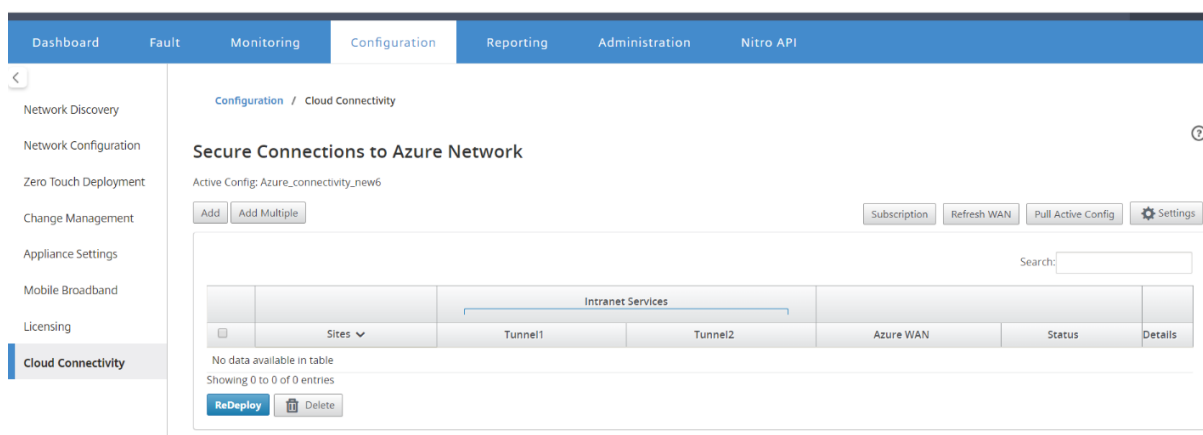 Dashboard Fault Monitoring Configuration Reporting Administration Nitro API
Network Discovery
Network Configuration
Zero Touch Deployment
Change Management
Appliance Settings
Mobile Broadband
Licensing
Cloud Connectivity
Configuration / Cloud Connectivity
Secure Connections to Azure Network
Active Config: Azure_connectivity_new6
Add Add Multiple Subscription Refresh WAN Pull Active Config Settings
Search:
Intranet Services
Sites Tunnel1 Tunnel2 Azure WAN Status Details
No data available in table
Showing 0 to 0 of 0 entries
ReDeploy Delete